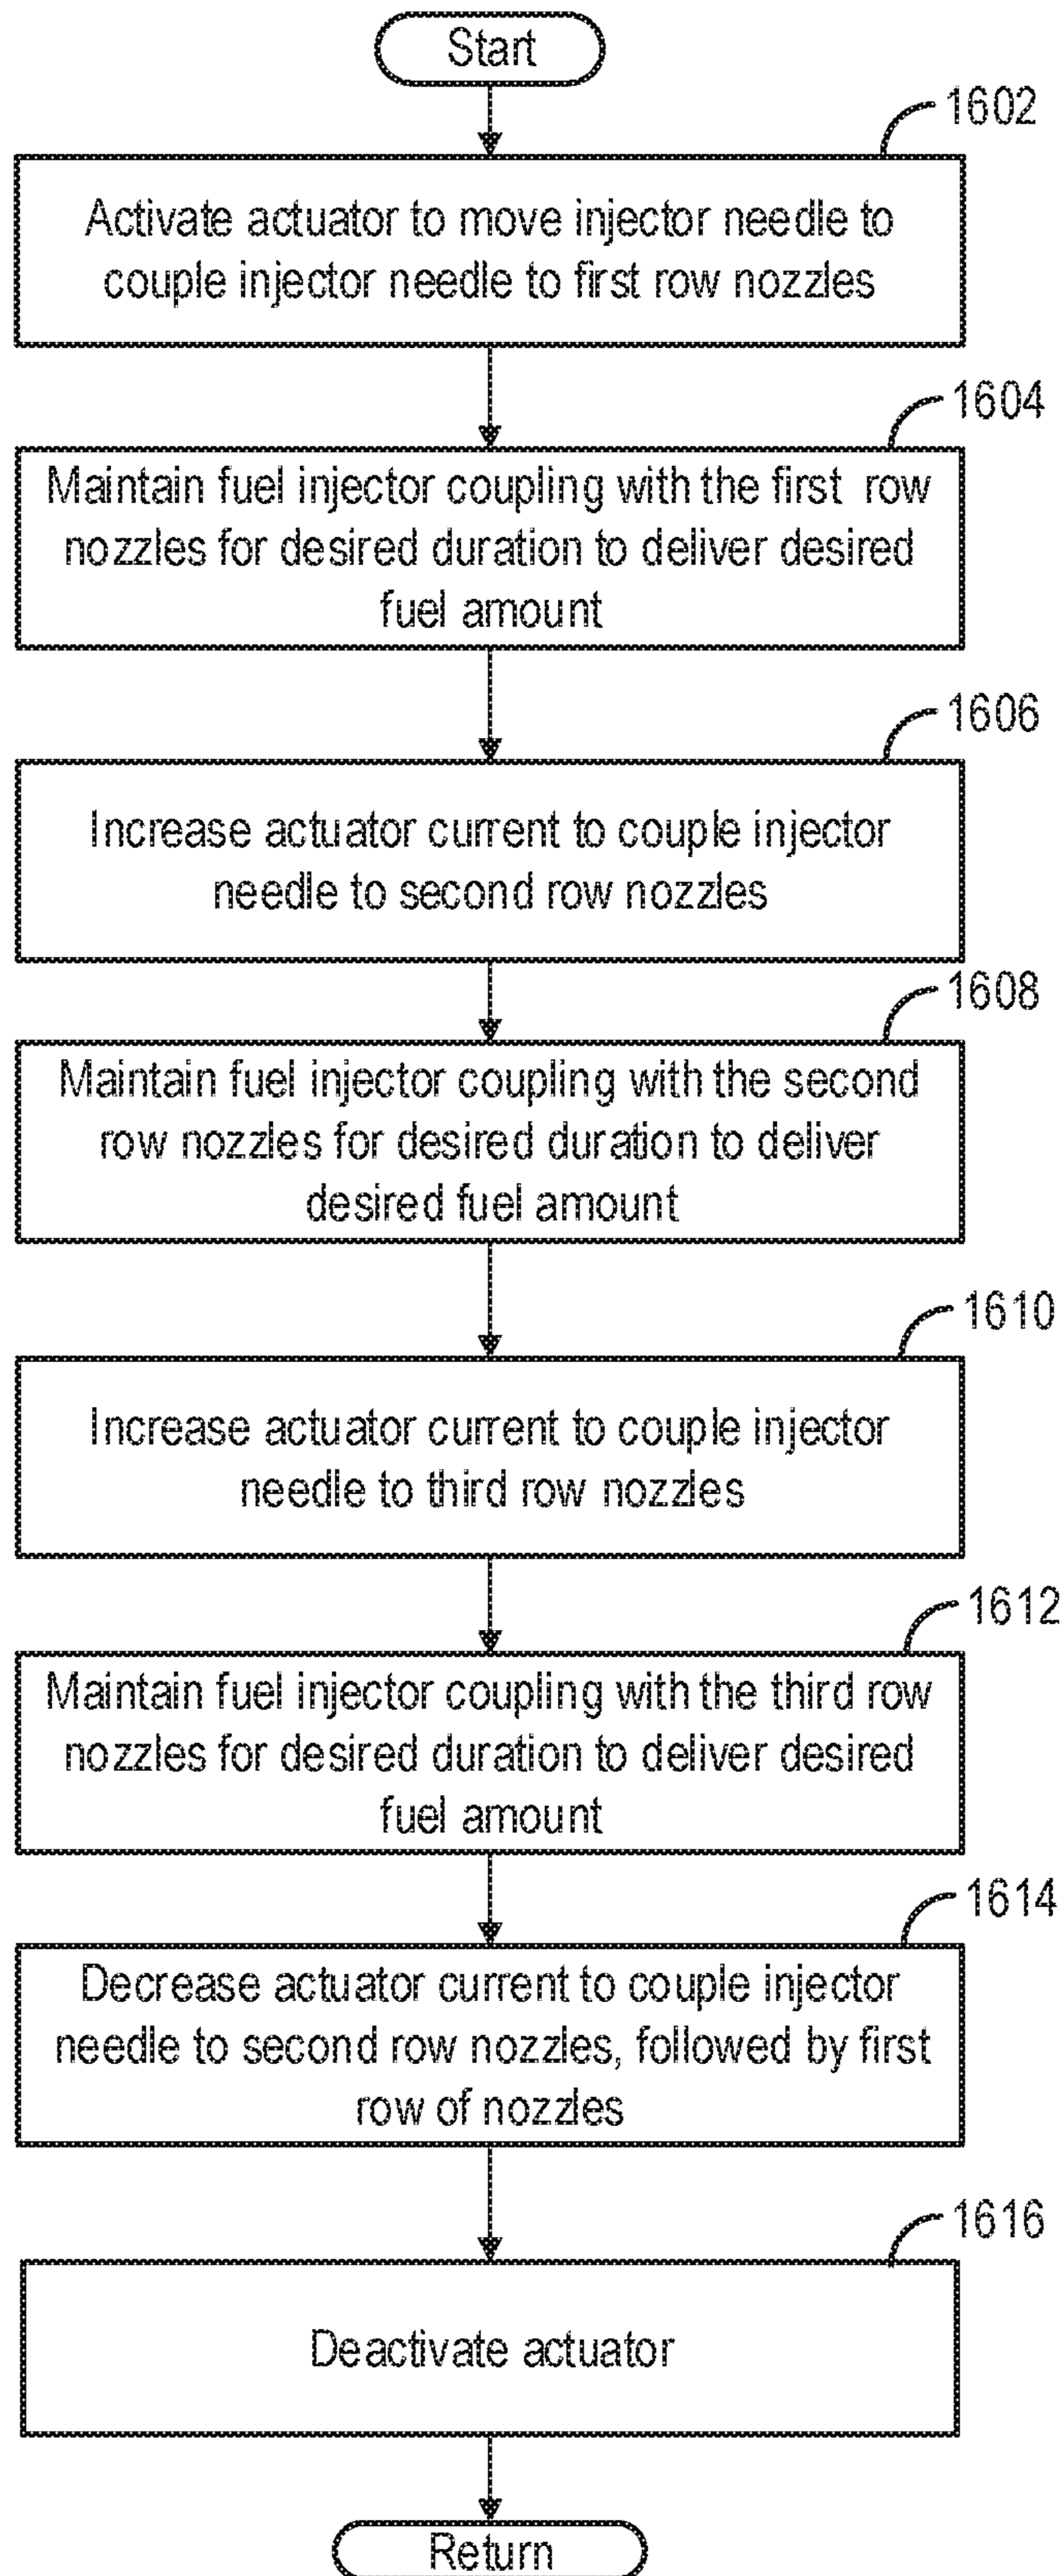 Start
1602
Activate actuator to move injector needle to
couple injector needle to first row nozzles
1604
Maintain fuel injector coupling with the first row
nozzles for desired duration to deliver desired
fuel amount
1606
Increase actuator current to couple injector
needle to second row nozzles
1608
Maintain fuel injector coupling with the second
row nozzles for desired duration to deliver
desired fuel amount
1610
Increase actuator current to couple injector
needle to third row nozzles
1612
Maintain fuel injector coupling with the third row
nozzles for desired duration to deliver desired
fuel amount
1614
Decrease actuator current to couple injector
needle to second row nozzles, followed by first
row of nozzles
1616
Deactivate actuator
Return